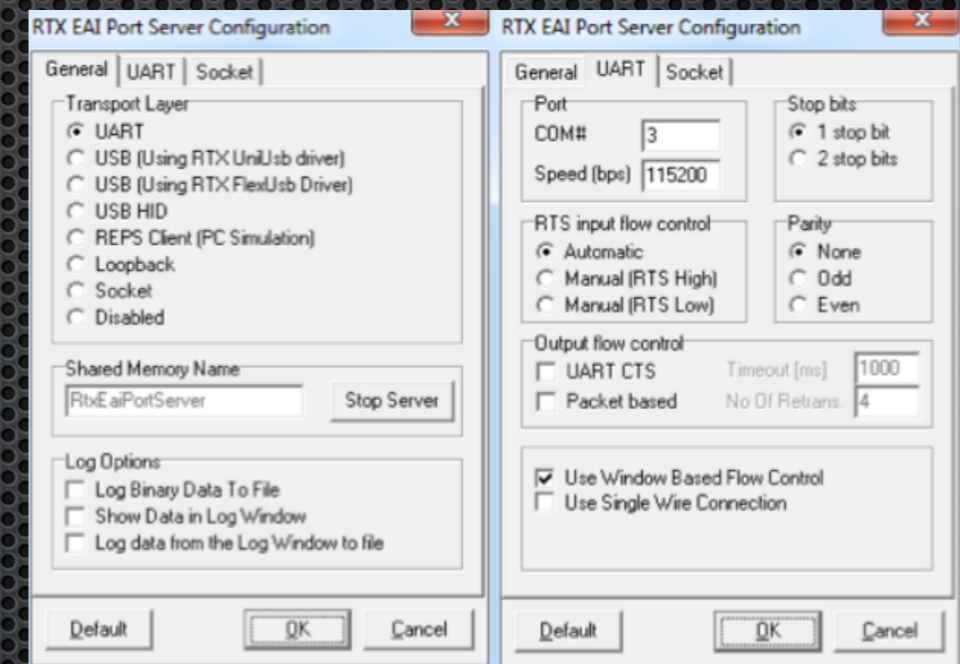 RTX EAI Port Server Configuration
General UART Socket
Transport Layer
UART
USB (Using RTX UniUsb driver)
USB (Using RTX FlexUsb Driver)
USB HID
REPS Client (PC Simulation)
Loopback
Socket
Disabled
Shared Memory Name
RtxEaiPortServer Stop Server
Log Options
Log Binary Data To File
Show Data in Log Window
Log data from the Log Window to file
Default OK Cancel
RTX EAI Port Server Configuration
General UART Socket
Port
COM# 3
Speed (bps) 115200
Stop bits
1 stop bit
2 stop bits
RTS input flow control
Automatic
Manual (RTS High)
Manual (RTS Low)
Parity
None
Odd
Even
Output flow control
UART CTS Timeout [ms] 1000
Packet based No Of Retrans. 4
Use Window Based Flow Control
Use Single Wire Connection
Default OK Cancel